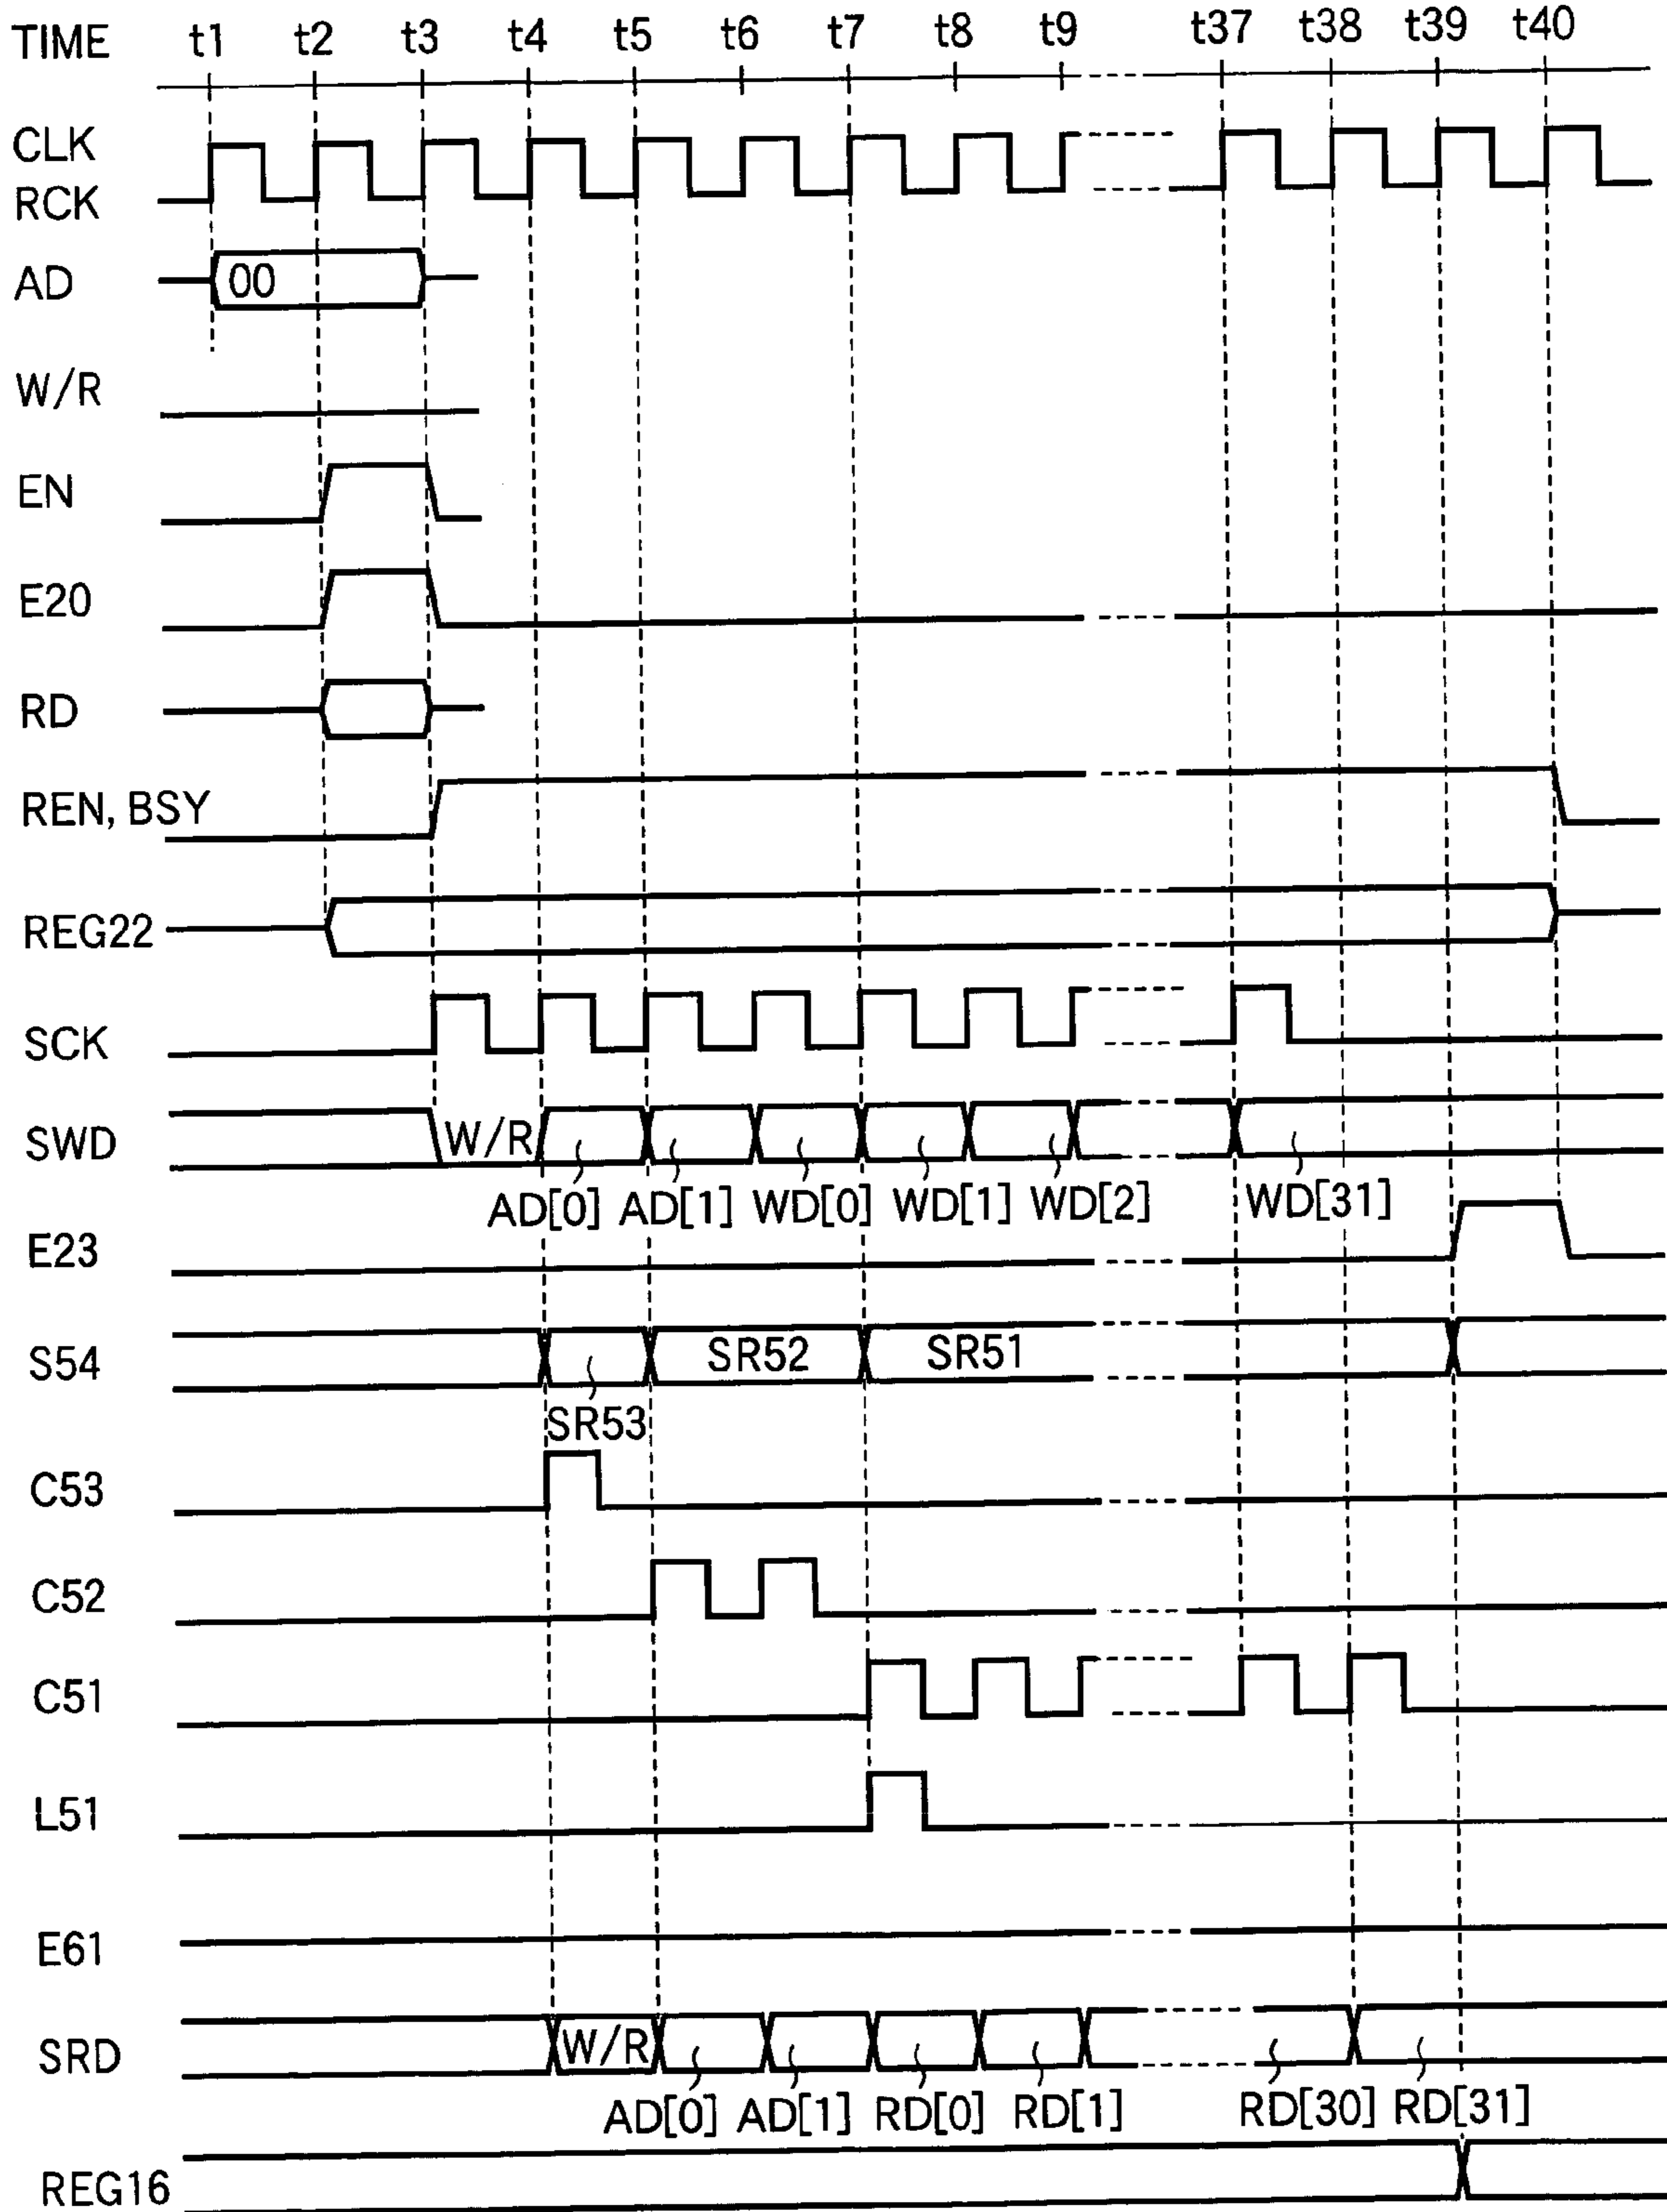 TIME t1 t2 t3 t4 t5 t6 t7 t8 t9 t37 t38 t39 t40
CLK
RCK
AD 00
W/R
EN
E20
RD
REN, BSY
REG22
SCK
SWD W/R
AD[0] AD[1] WD[0] WD[1] WD[2] WD[31]
E23
S54 SR52 SR51
SR53
C53
C52
C51
L51
E61
SRD W/R
AD[0] AD[1] RD[0] RD[1] RD[30] RD[31]
REG16